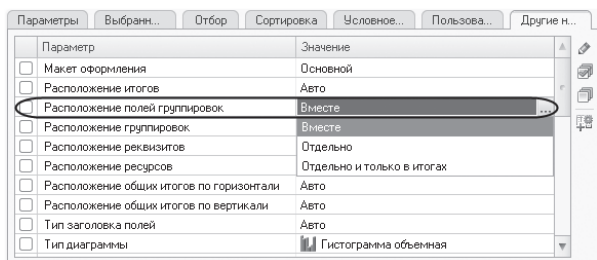 Параметры Выбранн... Отбор Сортировка Условное... Пользова... Другие н...
Параметр Значение
Макет оформления Основной
Расположение итогов Авто
Расположение полей группировок Вместе ...
Расположение группировок Вместе
Расположение реквизитов Отдельно
Расположение ресурсов Отдельно и только в итогах
Расположение общих итогов по горизонтали Авто
Расположение общих итогов по вертикали Авто
Тип заголовка полей Авто
Тип диаграммы Гистограмма объемная